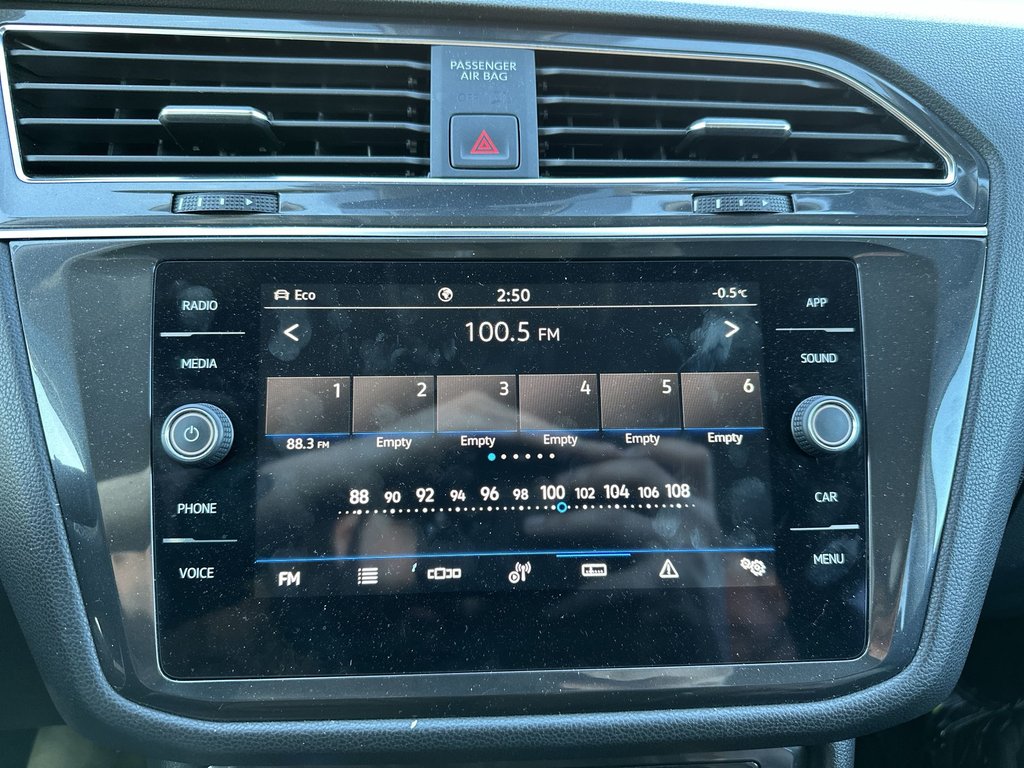 PASSENGER
AIR BAG
RADIO
MEDIA
PHONE
VOICE
Eco
2:50
-0.5°C
100.5 FM
1 2 3 4 5 6
88.3 FM Empty Empty Empty Empty Empty
88 90 92 94 96 98 100 102 104 106 108
FM
APP
SOUND
CAR
MENU